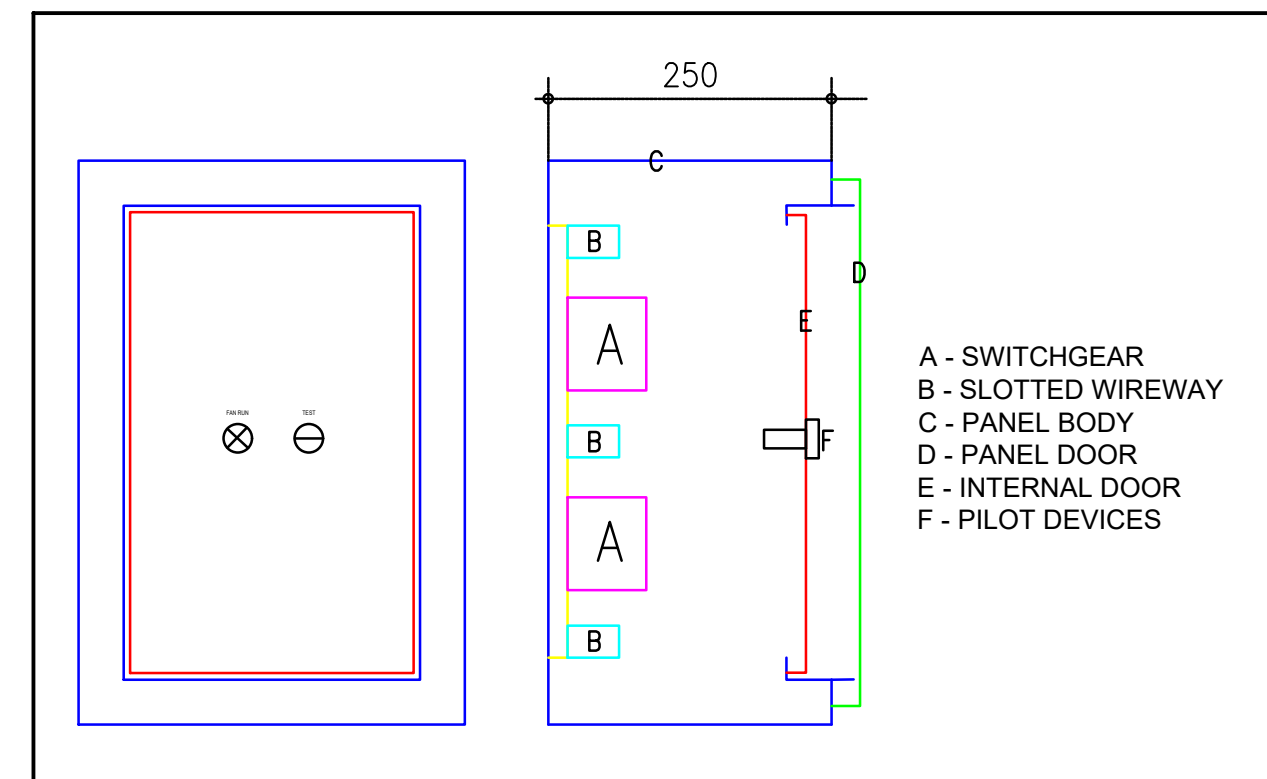 250
C
B
D
E
A
FAN RUN
TEST
B
F
A
B
A - SWITCHGEAR
B - SLOTTED WIREWAY
C - PANEL BODY
D - PANEL DOOR
E - INTERNAL DOOR
F - PILOT DEVICES